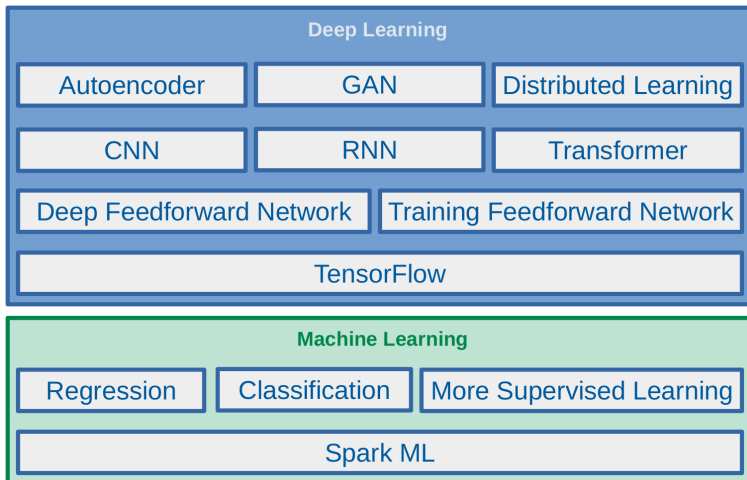 Deep Learning
Autoencoder GAN Distributed Learning
CNN RNN Transformer
Deep Feedforward Network Training Feedforward Network
TensorFlow
Machine Learning
Regression Classification More Supervised Learning
Spark ML